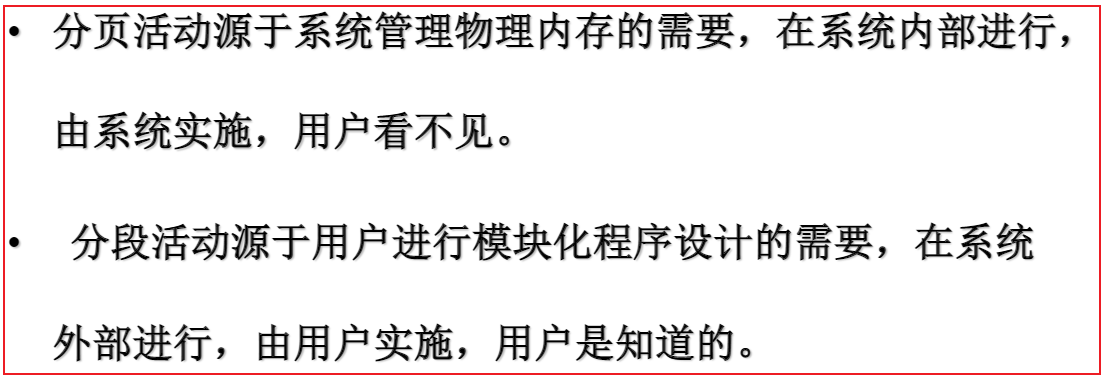 • 分页活动源于系统管理物理内存的需要，在系统内部进行，
由系统实施，用户看不见。
• 分段活动源于用户进行模块化程序设计的需要，在系统
外部进行，由用户实施，用户是知道的。